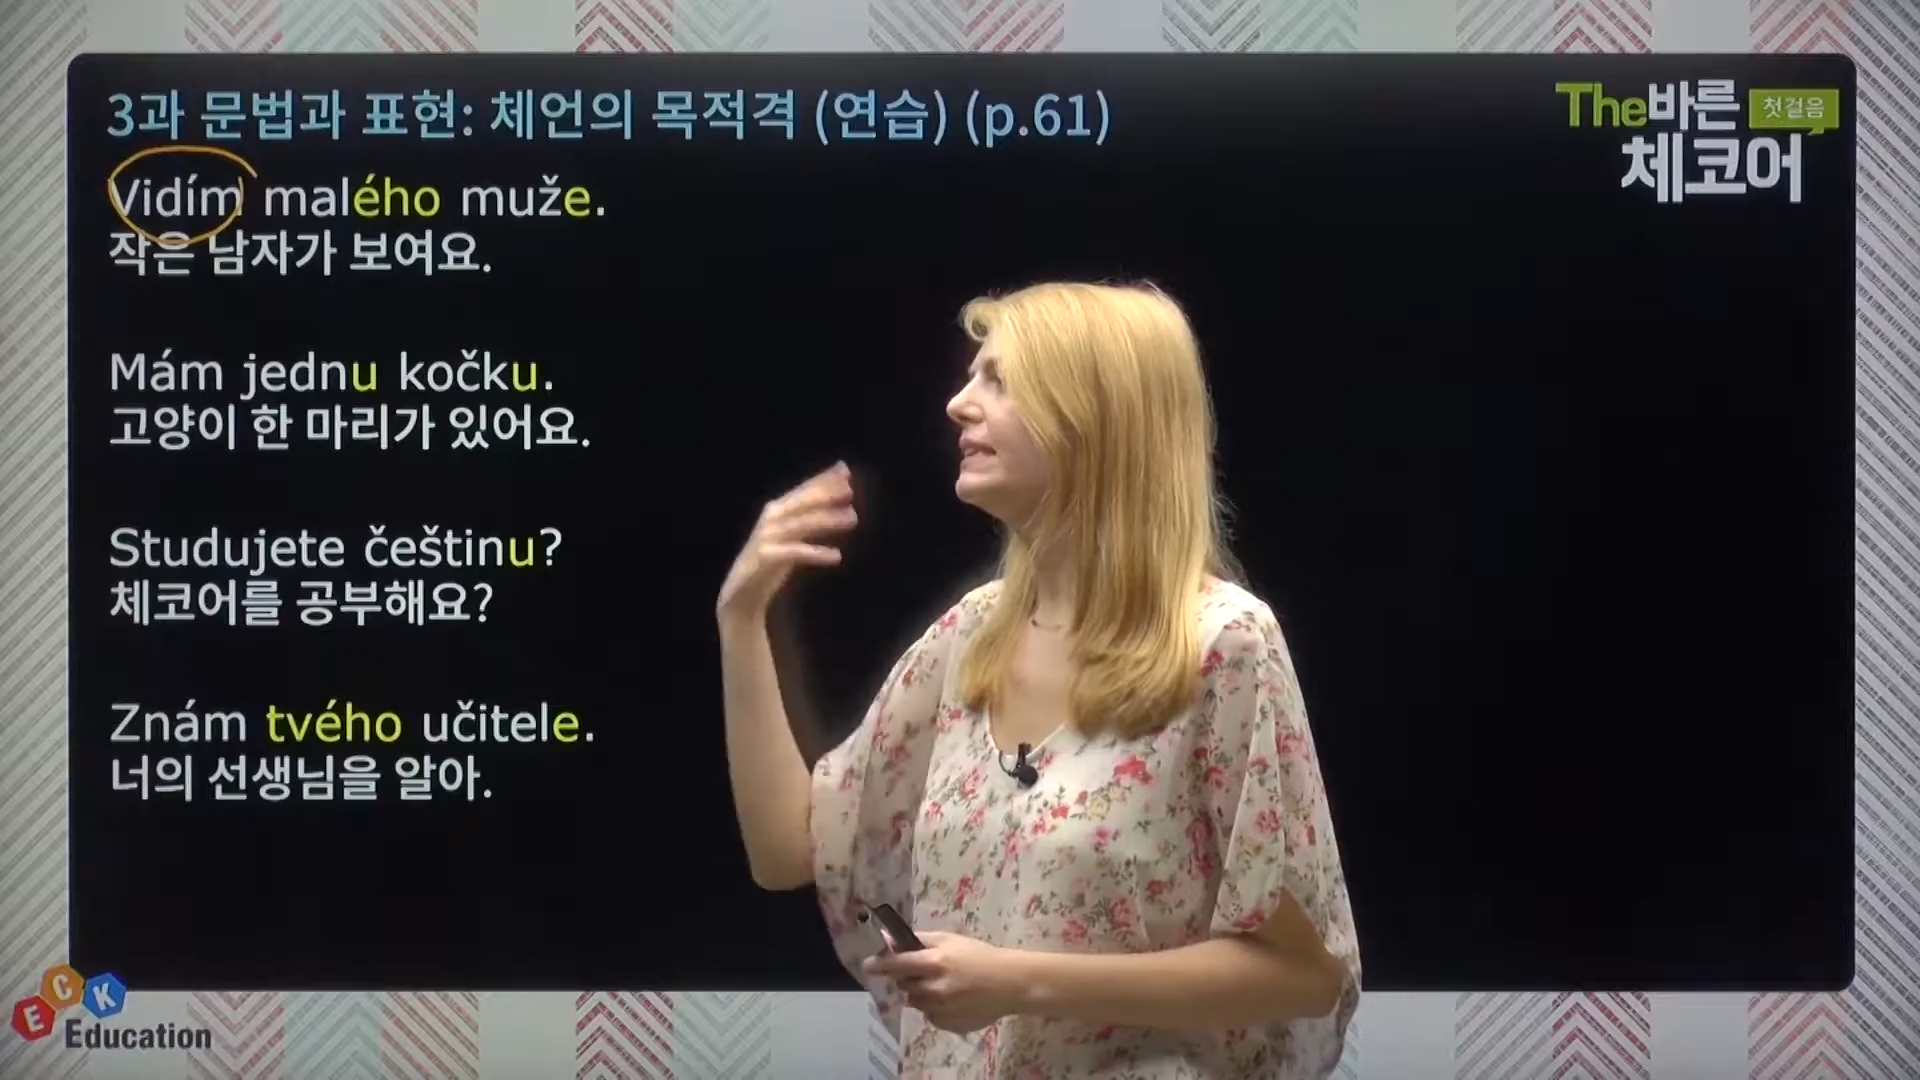 3과 문법과 표현: 체언의 목적격 (연습) (p.61)
Vidím malého muže.
작은 남자가 보여요.
Mám jednu kočku.
고양이 한 마리가 있어요.
Studujete češtinu?
체코어를 공부해요?
Znám tvého učitele.
너의 선생님을 알아.
The바른 첫걸음
체코어
ECK
Education